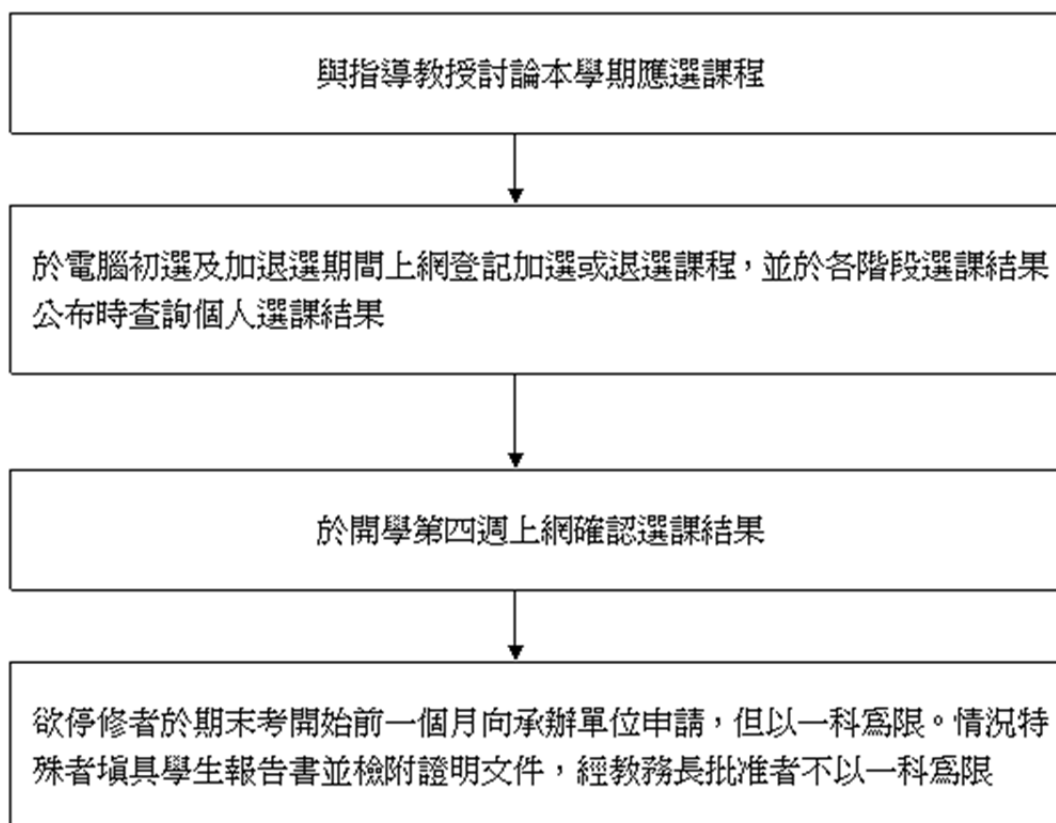 與指導教授討論本學期應選課程
於電腦初選及加退選期間上網登記加選或退選課程，並於各階段選課結果
公布時查詢個人選課結果
於開學第四週上網確認選課結果
欲停修者於期末考開始前一個月向承辦單位申請，但以一科為限。情況特
殊者填具學生報告書並檢附證明文件，經教務長批准者不以一科為限